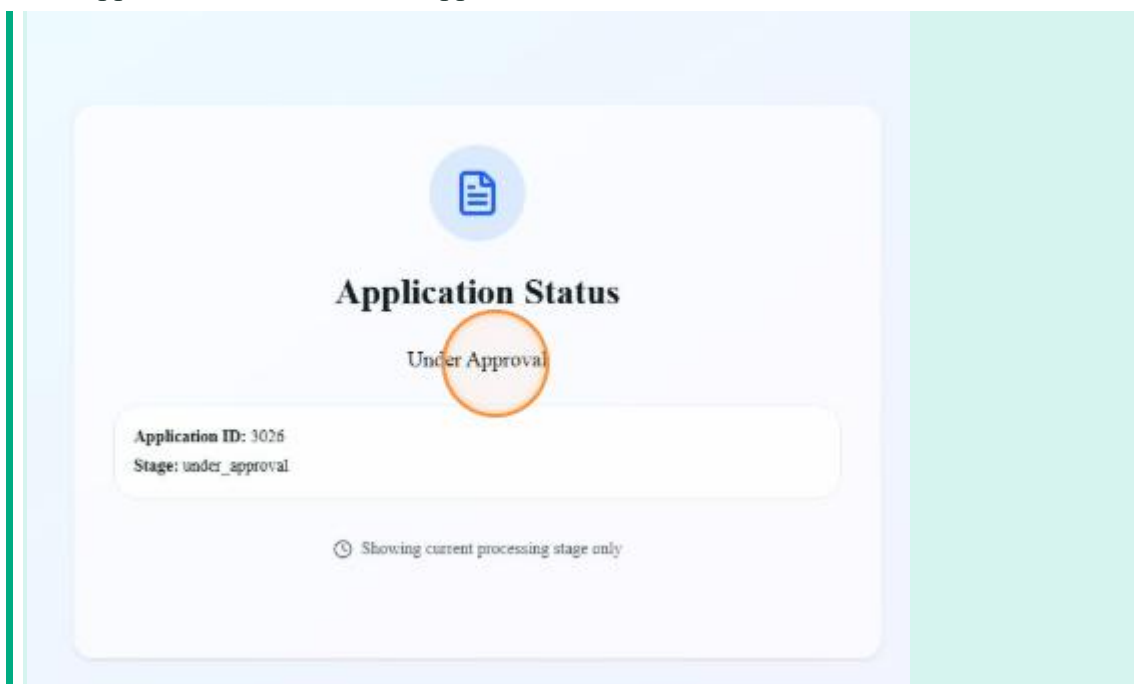 Application Status
Under Approval
Application ID: 3026
Stage: under_approval
Showing current processing stage only